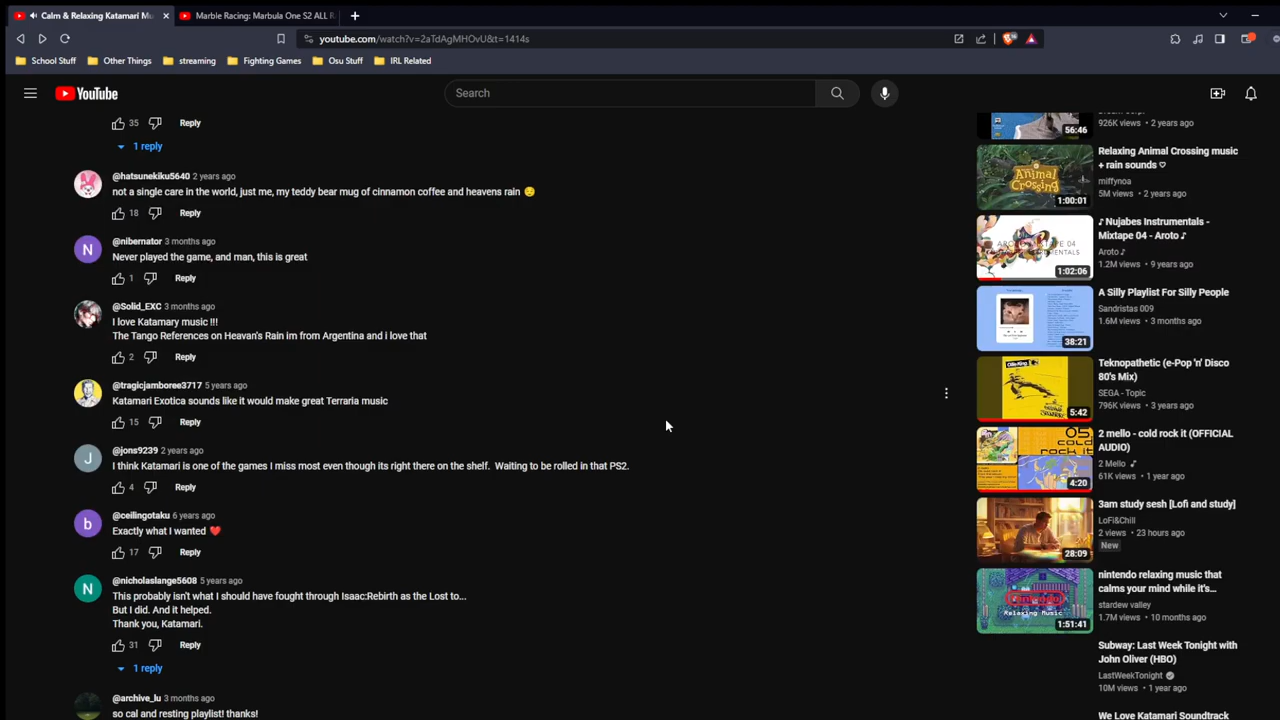 Calm & Relaxing Katamari Mu
Marble Racing: Marbula One S2 ALL R
youtube.com/watch?v=2aTdAgMHOvU&t=1414s
School Stuff
Other Things
streaming
Fighting Games
Osu Stuff
IRL Related
YouTube
Search
35
Reply
1 reply
@hatsunekiku5640 2 years ago
not a single care in the world, just me, my teddy bear mug of cinnamon coffee and heavens rain 😌
18
Reply
@nibernator 3 months ago
Never played the game, and man, this is great
1
Reply
@Solid_EXC 3 months ago
I love Katamary music !!!
The Tango References on Heavan's Rain im from Argentina and i love that
2
Reply
@tragicjamboree3717 5 years ago
Katamari Exotica sounds like it would make great Terraria music
15
Reply
@jons9239 2 years ago
I think Katamari is one of the games I miss most even though its right there on the shelf. Waiting to be rolled in that PS2.
4
Reply
@ceilingotaku 6 years ago
Exactly what I wanted ❤️
17
Reply
@nicholaslange5608 5 years ago
This probably isn't what I should have fought through Isaac:Rebirth as the Lost to...
But I did. And it helped.
Thank you, Katamari.
31
Reply
1 reply
@archive_lu 3 months ago
so cal and resting playlist! thanks!
56:46
926K views • 2 years ago
ANIMAL
CROSSING
1:00:01
Relaxing Animal Crossing music
+ rain sounds ♡
miffynoa
5M views • 2 years ago
1:02:06
♪ Nujabes Instrumentals -
Mixtape 04 - Aroto ♪
Aroto ♪
1.2M views • 9 years ago
38:21
A Silly Playlist For Silly People
Sandristas 009
1.6M views • 3 months ago
5:42
Teknopathetic (e-Pop 'n' Disco
80's Mix)
SEGA - Topic
796K views • 3 years ago
05
COLD
ROCK IT
4:20
2 mello - cold rock it (OFFICIAL
AUDIO)
2 Mello ♪
61K views • 1 year ago
28:09
3am study sesh [Lofi and study]
LoFi&Chill
2 views • 23 hours ago
New
Nintendo
Relaxing Music
1:51:41
nintendo relaxing music that
calms your mind while it's...
stardew valley
1.7M views • 10 months ago
Subway: Last Week Tonight with
John Oliver (HBO)
LastWeekTonight
10M views • 1 year ago
We Love Katamari Soundtrack